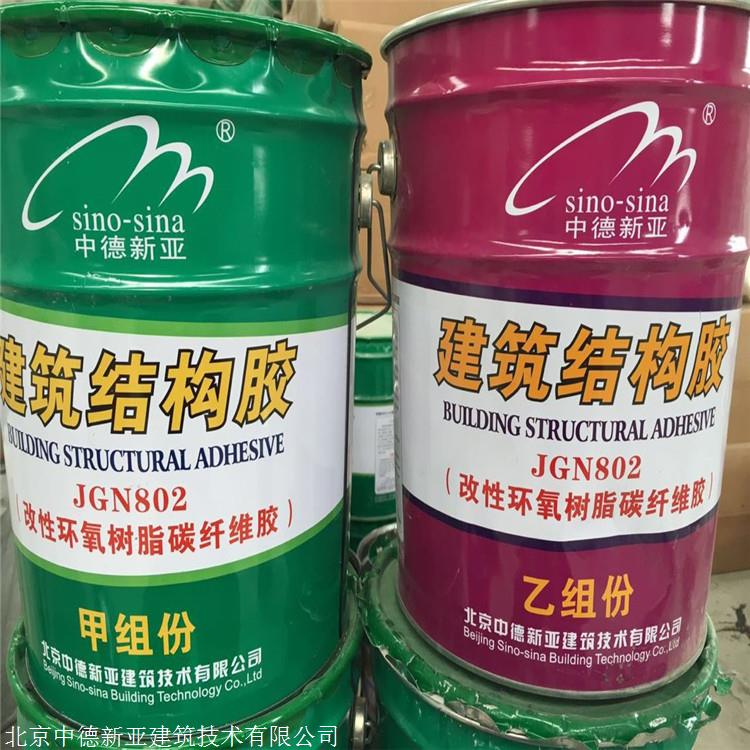 ®
sino-sina
中德新亚
建筑结构胶
BUILDING STRUCTURAL ADHESIVE
JGN802
（改性环氧树脂碳纤维胶）
甲组份
北京中德新亚建筑技术有限公司
Beijing Sino-sina Building Technology Co.,Ltd
®
sino-sina
中德新亚
建筑结构胶
BUILDING STRUCTURAL ADHESIVE
JGN802
（改性环氧树脂碳纤维胶）
乙组份
北京中德新亚建筑技术有限公司
Beijing Sino-sina Building Technology Co.,Ltd
北京中德新亚建筑技术有限公司